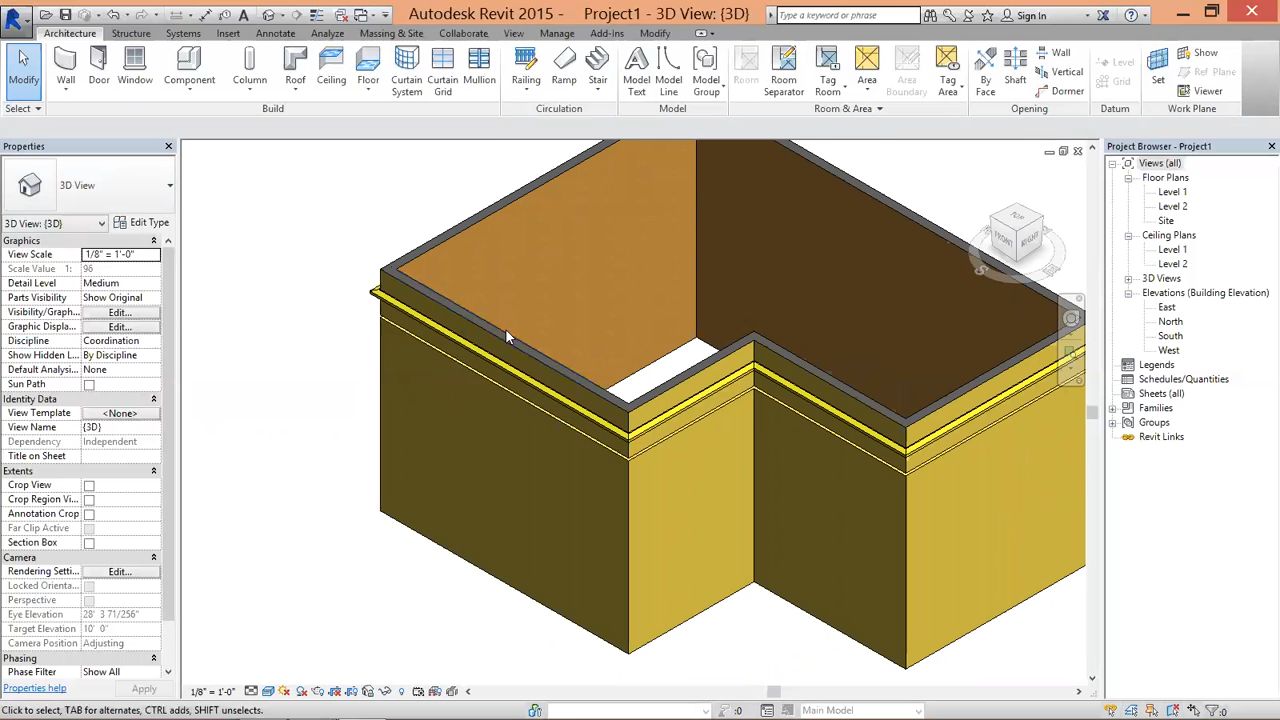 Autodesk Revit 2015 - Project1 - 3D View: {3D}
Type a keyword or phrase
Sign In
Architecture Structure Systems Insert Annotate Analyze Massing & Site Collaborate View Manage Add-Ins Modify
Modify Wall Door Window Component Column Roof Ceiling Floor Curtain System Curtain Grid Mullion Railing Ramp Stair Model Text Model Line Model Group Room Room Separator Tag Room Area Area Boundary Tag Area By Face Shaft Wall Vertical Dormer Level Grid Set Show Ref Plane Viewer
Select Build Circulation Model Room & Area Opening Datum Work Plane
Properties
3D View
3D View: {3D} Edit Type
Graphics
View Scale 1/8" = 1'-0"
Scale Value 1: 96
Detail Level Medium
Parts Visibility Show Original
Visibility/Graph... Edit...
Graphic Displa... Edit...
Discipline Coordination
Show Hidden L... By Discipline
Default Analysi... None
Sun Path
Identity Data
View Template <None>
View Name {3D}
Dependency Independent
Title on Sheet
Extents
Crop View
Crop Region Vi...
Annotation Crop
Far Clip Active
Section Box
Camera
Rendering Setti... Edit...
Locked Orienta...
Perspective
Eye Elevation 28' 3 71/256"
Target Elevation 10' 0"
Camera Position Adjusting
Phasing
Phase Filter Show All
Properties help Apply
TOP
FRONT RIGHT
S
Project Browser - Project1
Views (all)
Floor Plans
Level 1
Level 2
Site
Ceiling Plans
Level 1
Level 2
3D Views
Elevations (Building Elevation)
East
North
South
West
Legends
Schedules/Quantities
Sheets (all)
Families
Groups
Revit Links
1/8" = 1'-0"
Click to select, TAB for alternates, CTRL adds, SHIFT unselects.
:0
Main Model
:0